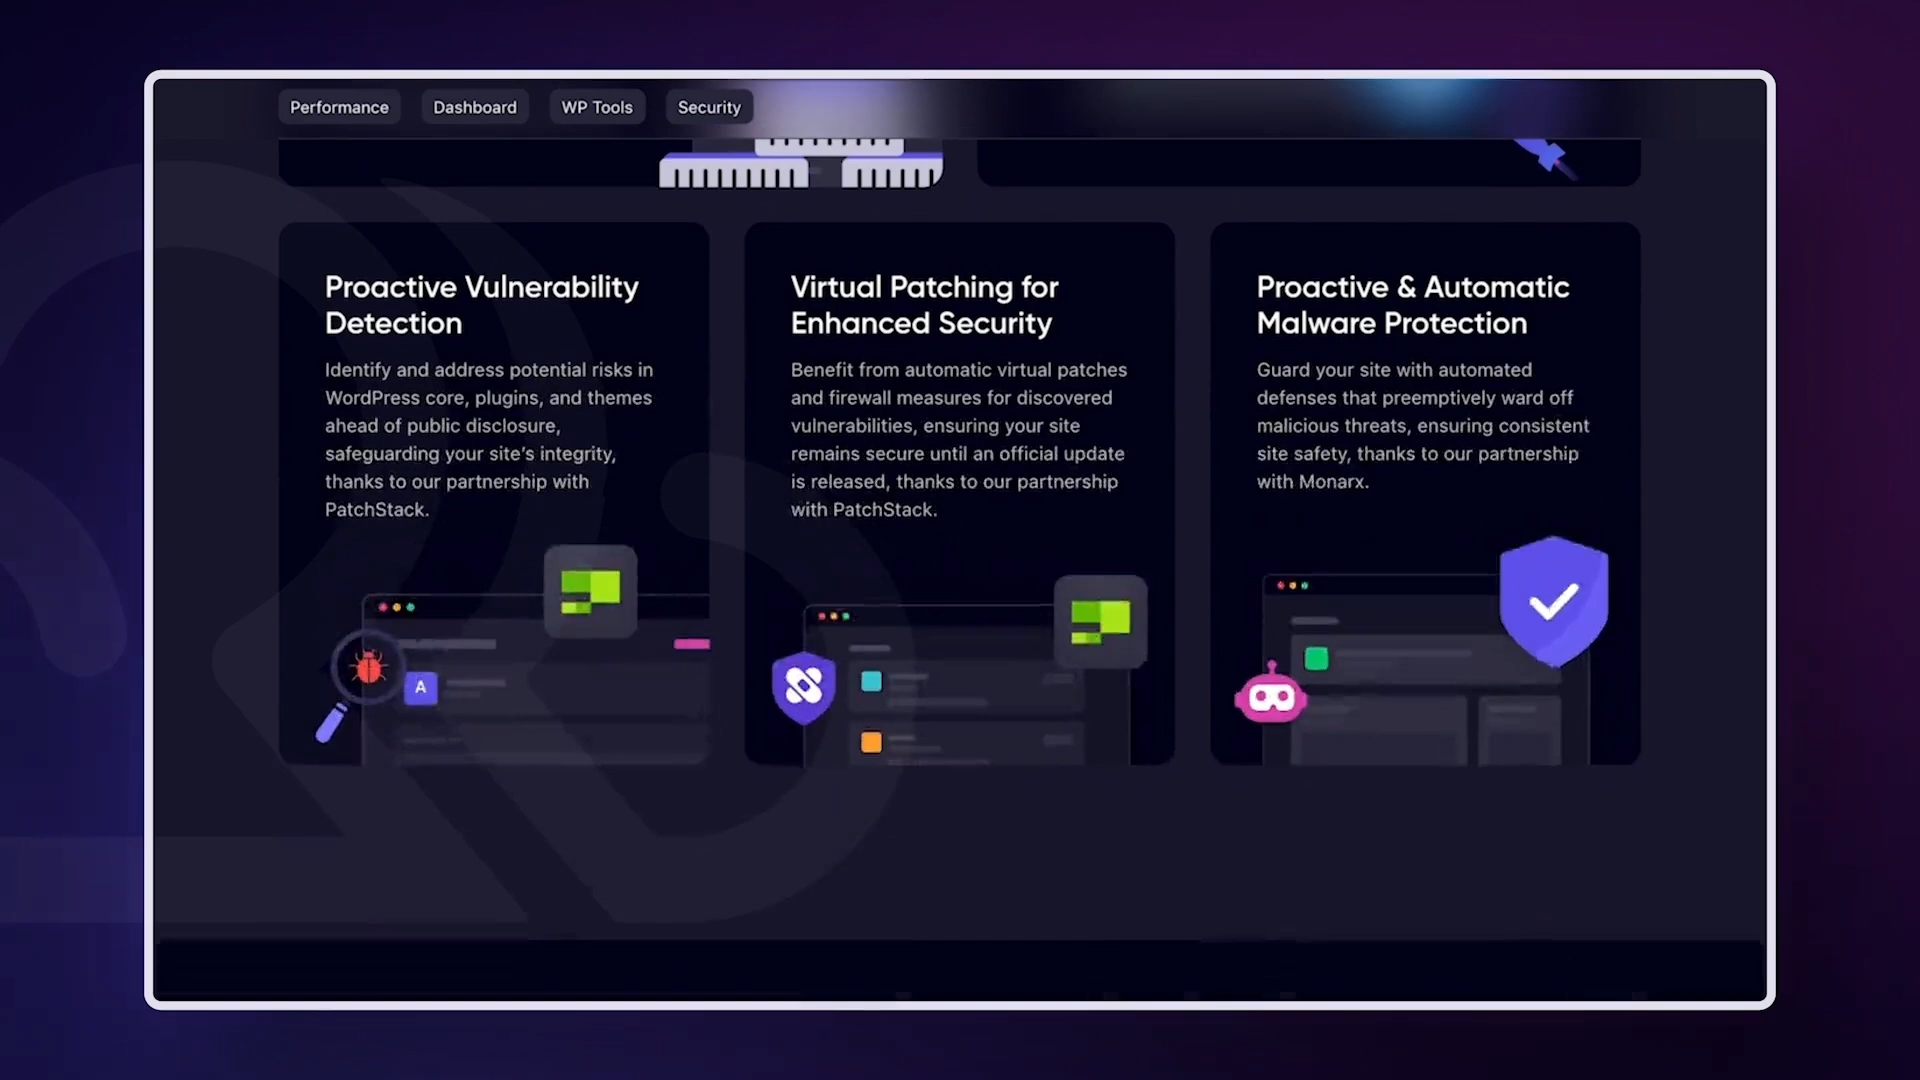 Performance
Dashboard
WP Tools
Security
Proactive Vulnerability
Detection
Identify and address potential risks in
WordPress core, plugins, and themes
ahead of public disclosure,
safeguarding your site’s integrity,
thanks to our partnership with
PatchStack.
A
Virtual Patching for
Enhanced Security
Benefit from automatic virtual patches
and firewall measures for discovered
vulnerabilities, ensuring your site
remains secure until an official update
is released, thanks to our partnership
with PatchStack.
Proactive & Automatic
Malware Protection
Guard your site with automated
defenses that preemptively ward off
malicious threats, ensuring consistent
site safety, thanks to our partnership
with Monarx.